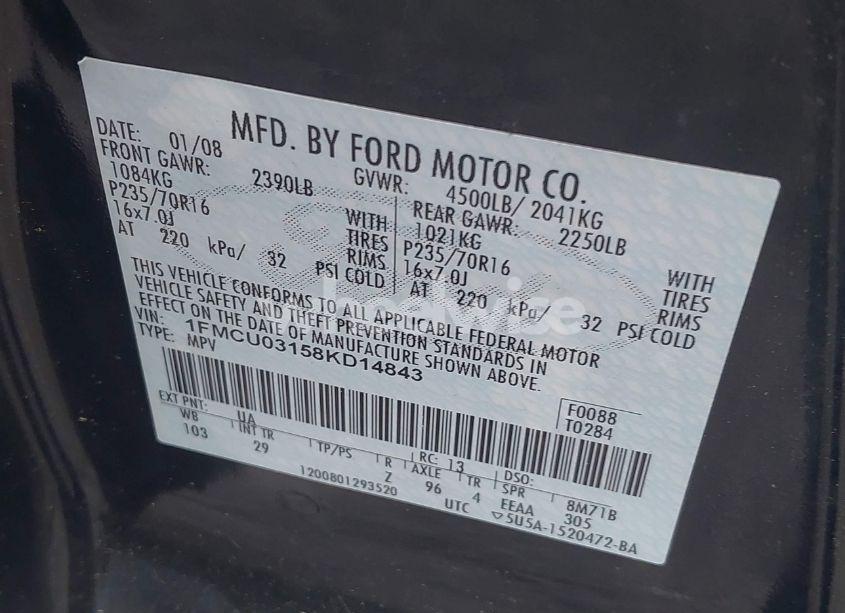 MFD. BY FORD MOTOR CO.
DATE: 01/08 GVWR: 4500LB/ 2041KG
FRONT GAWR: 2390LB REAR GAWR: 2250LB
1084KG WITH 1021KG WITH
P235/70R16 TIRES P235/70R16 TIRES
16x7.0J RIMS 16x7.0J RIMS
AT 220 kPa/ 32 PSI COLD AT 220 kPa/ 32 PSI COLD
THIS VEHICLE CONFORMS TO ALL APPLICABLE FEDERAL MOTOR
VEHICLE SAFETY AND THEFT PREVENTION STANDARDS IN
EFFECT ON THE DATE OF MANUFACTURE SHOWN ABOVE.
VIN: 1FMCU03158KD14843
TYPE: MPV
F0088
T0284
EXT PNT: UA RC: 13 DSO:
WB INT TR TP/PS R AXLE TR SPR 8M71B
103 29 Z 96 4 EEAA 305
1200801293520 UTC ▽5U5A-1520472-BA